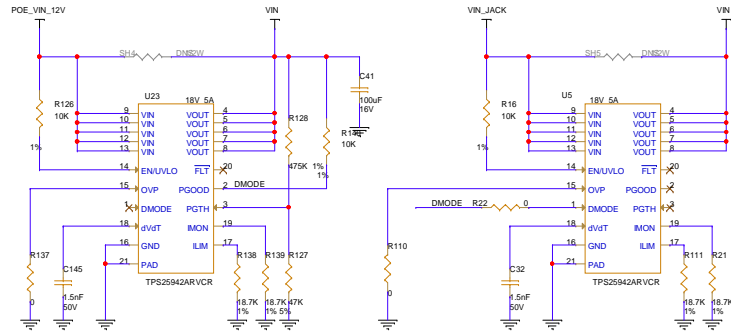 POE_VIN_12V
VIN
VIN_JACK
VIN
SH4
2W
SH5
2W
U23
18V 5A
C41
100uF
16V
U5
18V 5A
R126
10K
1%
R128
475K
10K
1%
1%
R16
10K
1%
9 VIN VOUT 4
10 VIN VOUT 5
11 VIN VOUT 6
12 VIN VOUT 7
13 VIN VOUT 8
14 EN/UVLO FLT 20
15 OVP PGOOD 2 DMODE
1 DMODE PGTH 3
18 dVdT IMON 19
16 GND ILIM 17
21 PAD
TPS25942ARVCR
9 VIN VOUT 4
10 VIN VOUT 5
11 VIN VOUT 6
12 VIN VOUT 7
13 VIN VOUT 8
14 EN/UVLO FLT 20
15 OVP PGOOD 2
DMODE R22 0 1 DMODE PGTH 3
18 dVdT IMON 19
16 GND ILIM 17
21 PAD
TPS25942ARVCR
R137
0
C145
1.5nF
50V
R138
18.7K
1%
R139
18.7K
1%
R127
47K
5%
R110
0
C32
1.5nF
50V
R111
18.7K
1%
R21
18.7K
1%